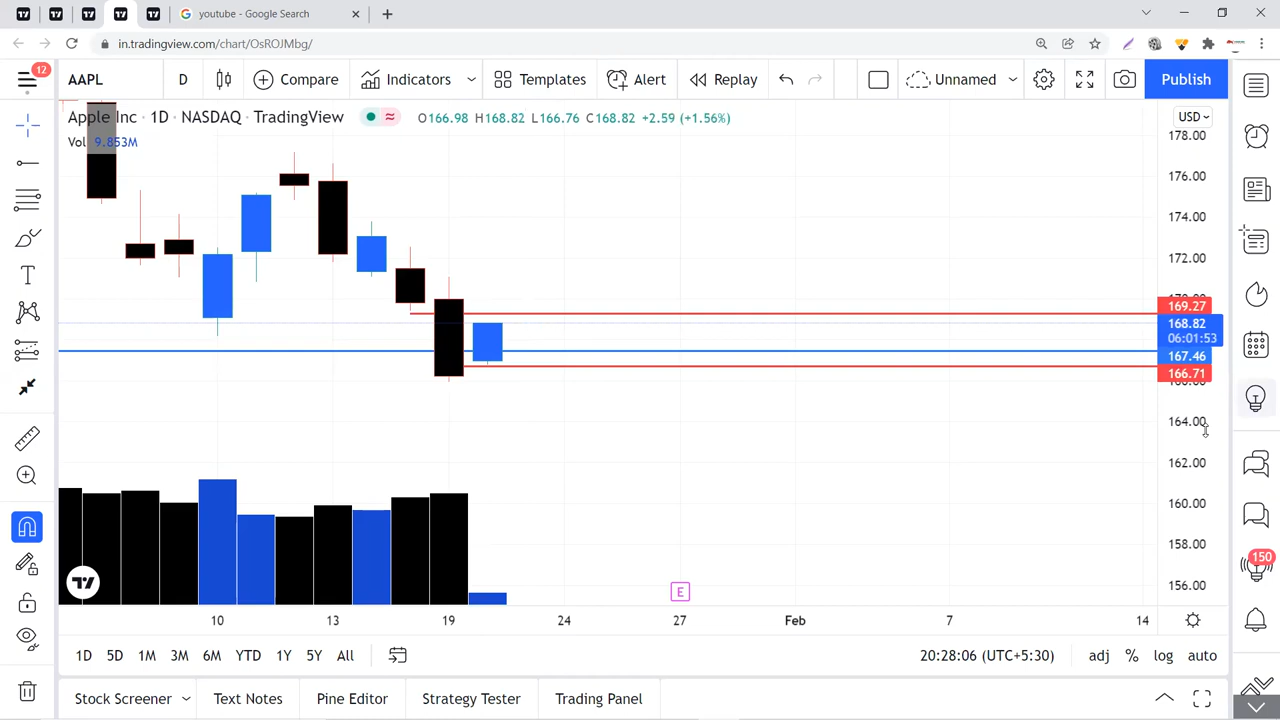 youtube - Google Search
in.tradingview.com/chart/OsROJMbg/
12
AAPL
D
Compare
Indicators
Templates
Alert
Replay
Unnamed
Publish
Apple Inc · 1D · NASDAQ · TradingView
O166.98 H168.82 L166.76 C168.82 +2.59 (+1.56%)
Vol 9.853M
USD
178.00
176.00
174.00
172.00
169.27
168.82
06:01:53
167.46
166.71
164.00
162.00
160.00
158.00
156.00
150
E
10
13
19
24
27
Feb
7
14
1D
5D
1M
3M
6M
YTD
1Y
5Y
All
20:28:06 (UTC+5:30)
adj
%
log
auto
Stock Screener
Text Notes
Pine Editor
Strategy Tester
Trading Panel